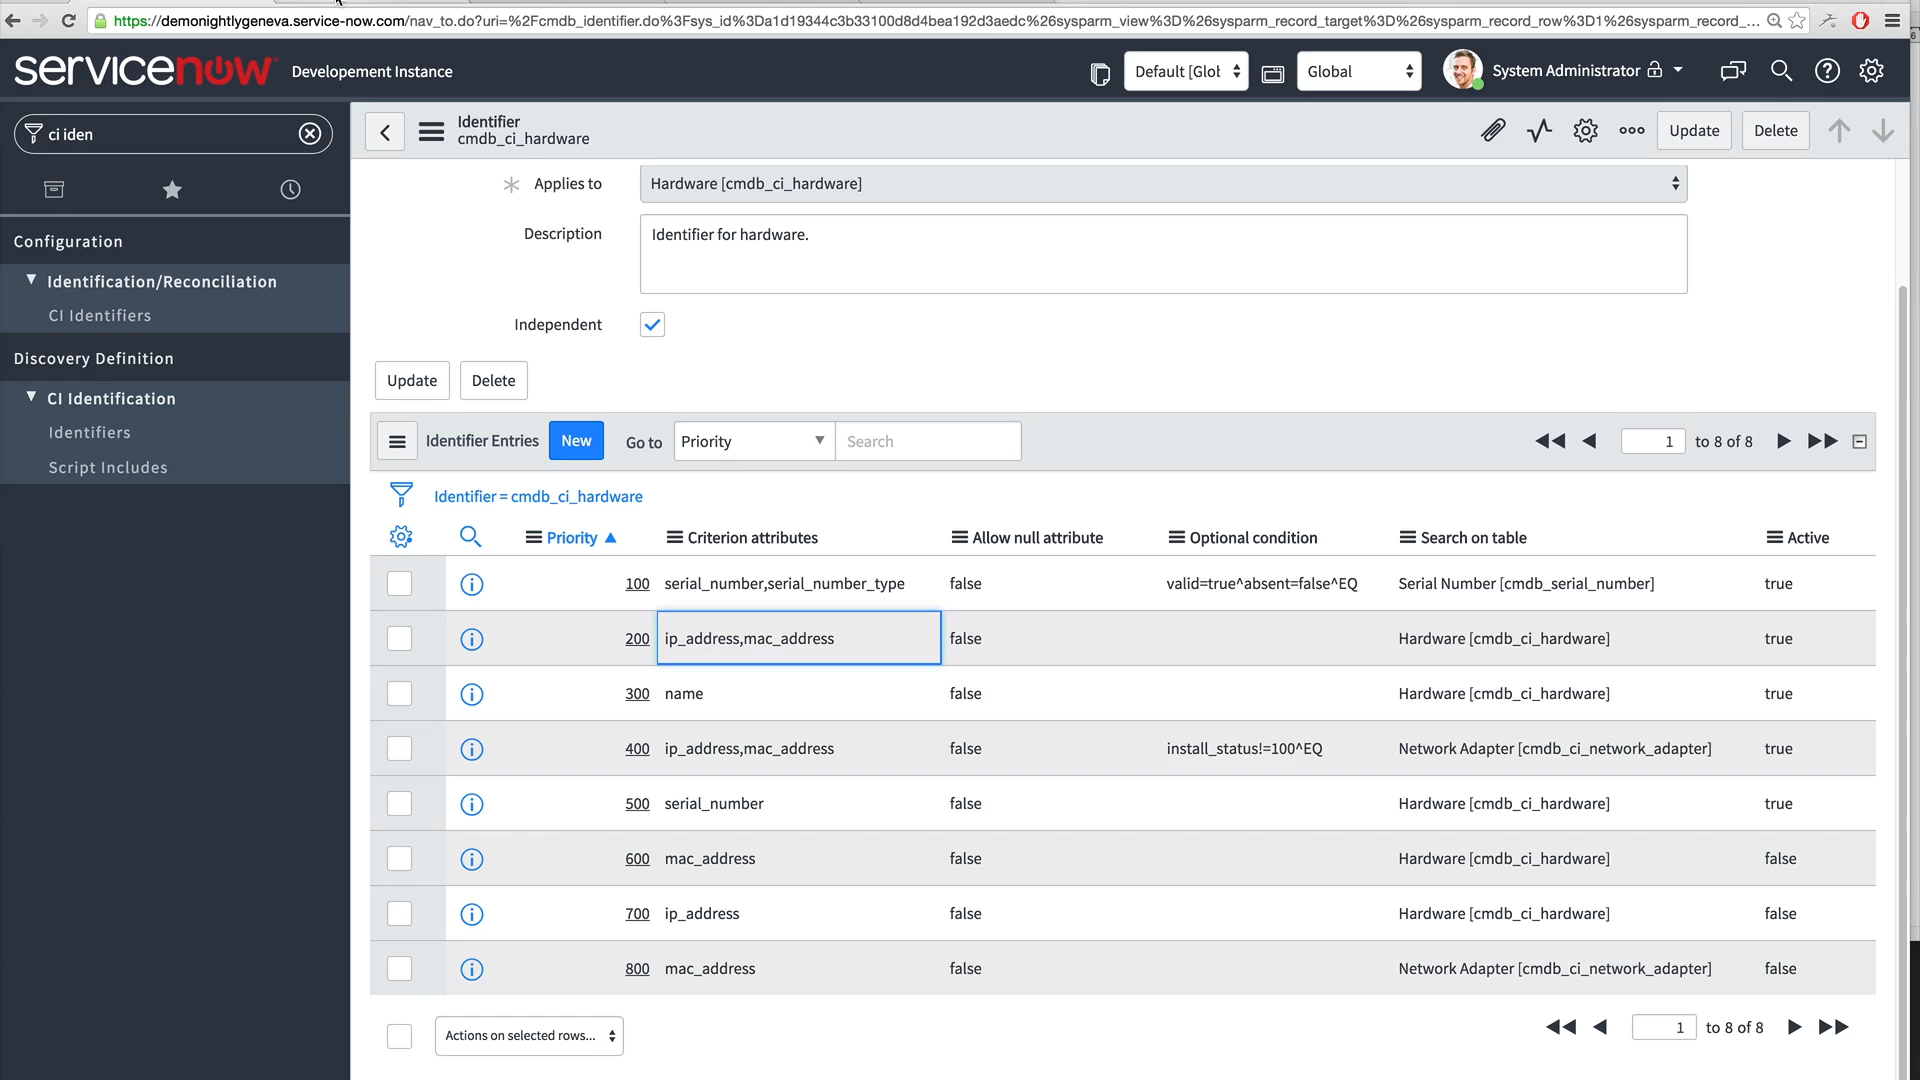 https://demonightlygeneva.service-now.com/nav_to.do?uri=%2Fcmdb_identifier.do%3Fsys_id%3Da1d19344c3b33100d8d4bea192d3aedc%26sysparm_view%3D%26sysparm_record_target%3D%26sysparm_record_row%3D1%26sysparm_record_...
servicenow Developement Instance
Default [Glol
Global
System Administrator
ci iden
Configuration
Identification/Reconciliation
CI Identifiers
Discovery Definition
CI Identification
Identifiers
Script Includes
Identifier
cmdb_ci_hardware
Update
Delete
Applies to
Hardware [cmdb_ci_hardware]
Description
Identifier for hardware.
Independent
Update
Delete
Identifier Entries New Go to Priority Search 1 to 8 of 8
Identifier = cmdb_ci_hardware
Priority Criterion attributes Allow null attribute Optional condition Search on table Active
100 serial_number,serial_number_type false valid=true^absent=false^EQ Serial Number [cmdb_serial_number] true
200 ip_address,mac_address false Hardware [cmdb_ci_hardware] true
300 name false Hardware [cmdb_ci_hardware] true
400 ip_address,mac_address false install_status!=100^EQ Network Adapter [cmdb_ci_network_adapter] true
500 serial_number false Hardware [cmdb_ci_hardware] true
600 mac_address false Hardware [cmdb_ci_hardware] false
700 ip_address false Hardware [cmdb_ci_hardware] false
800 mac_address false Network Adapter [cmdb_ci_network_adapter] false
Actions on selected rows... 1 to 8 of 8